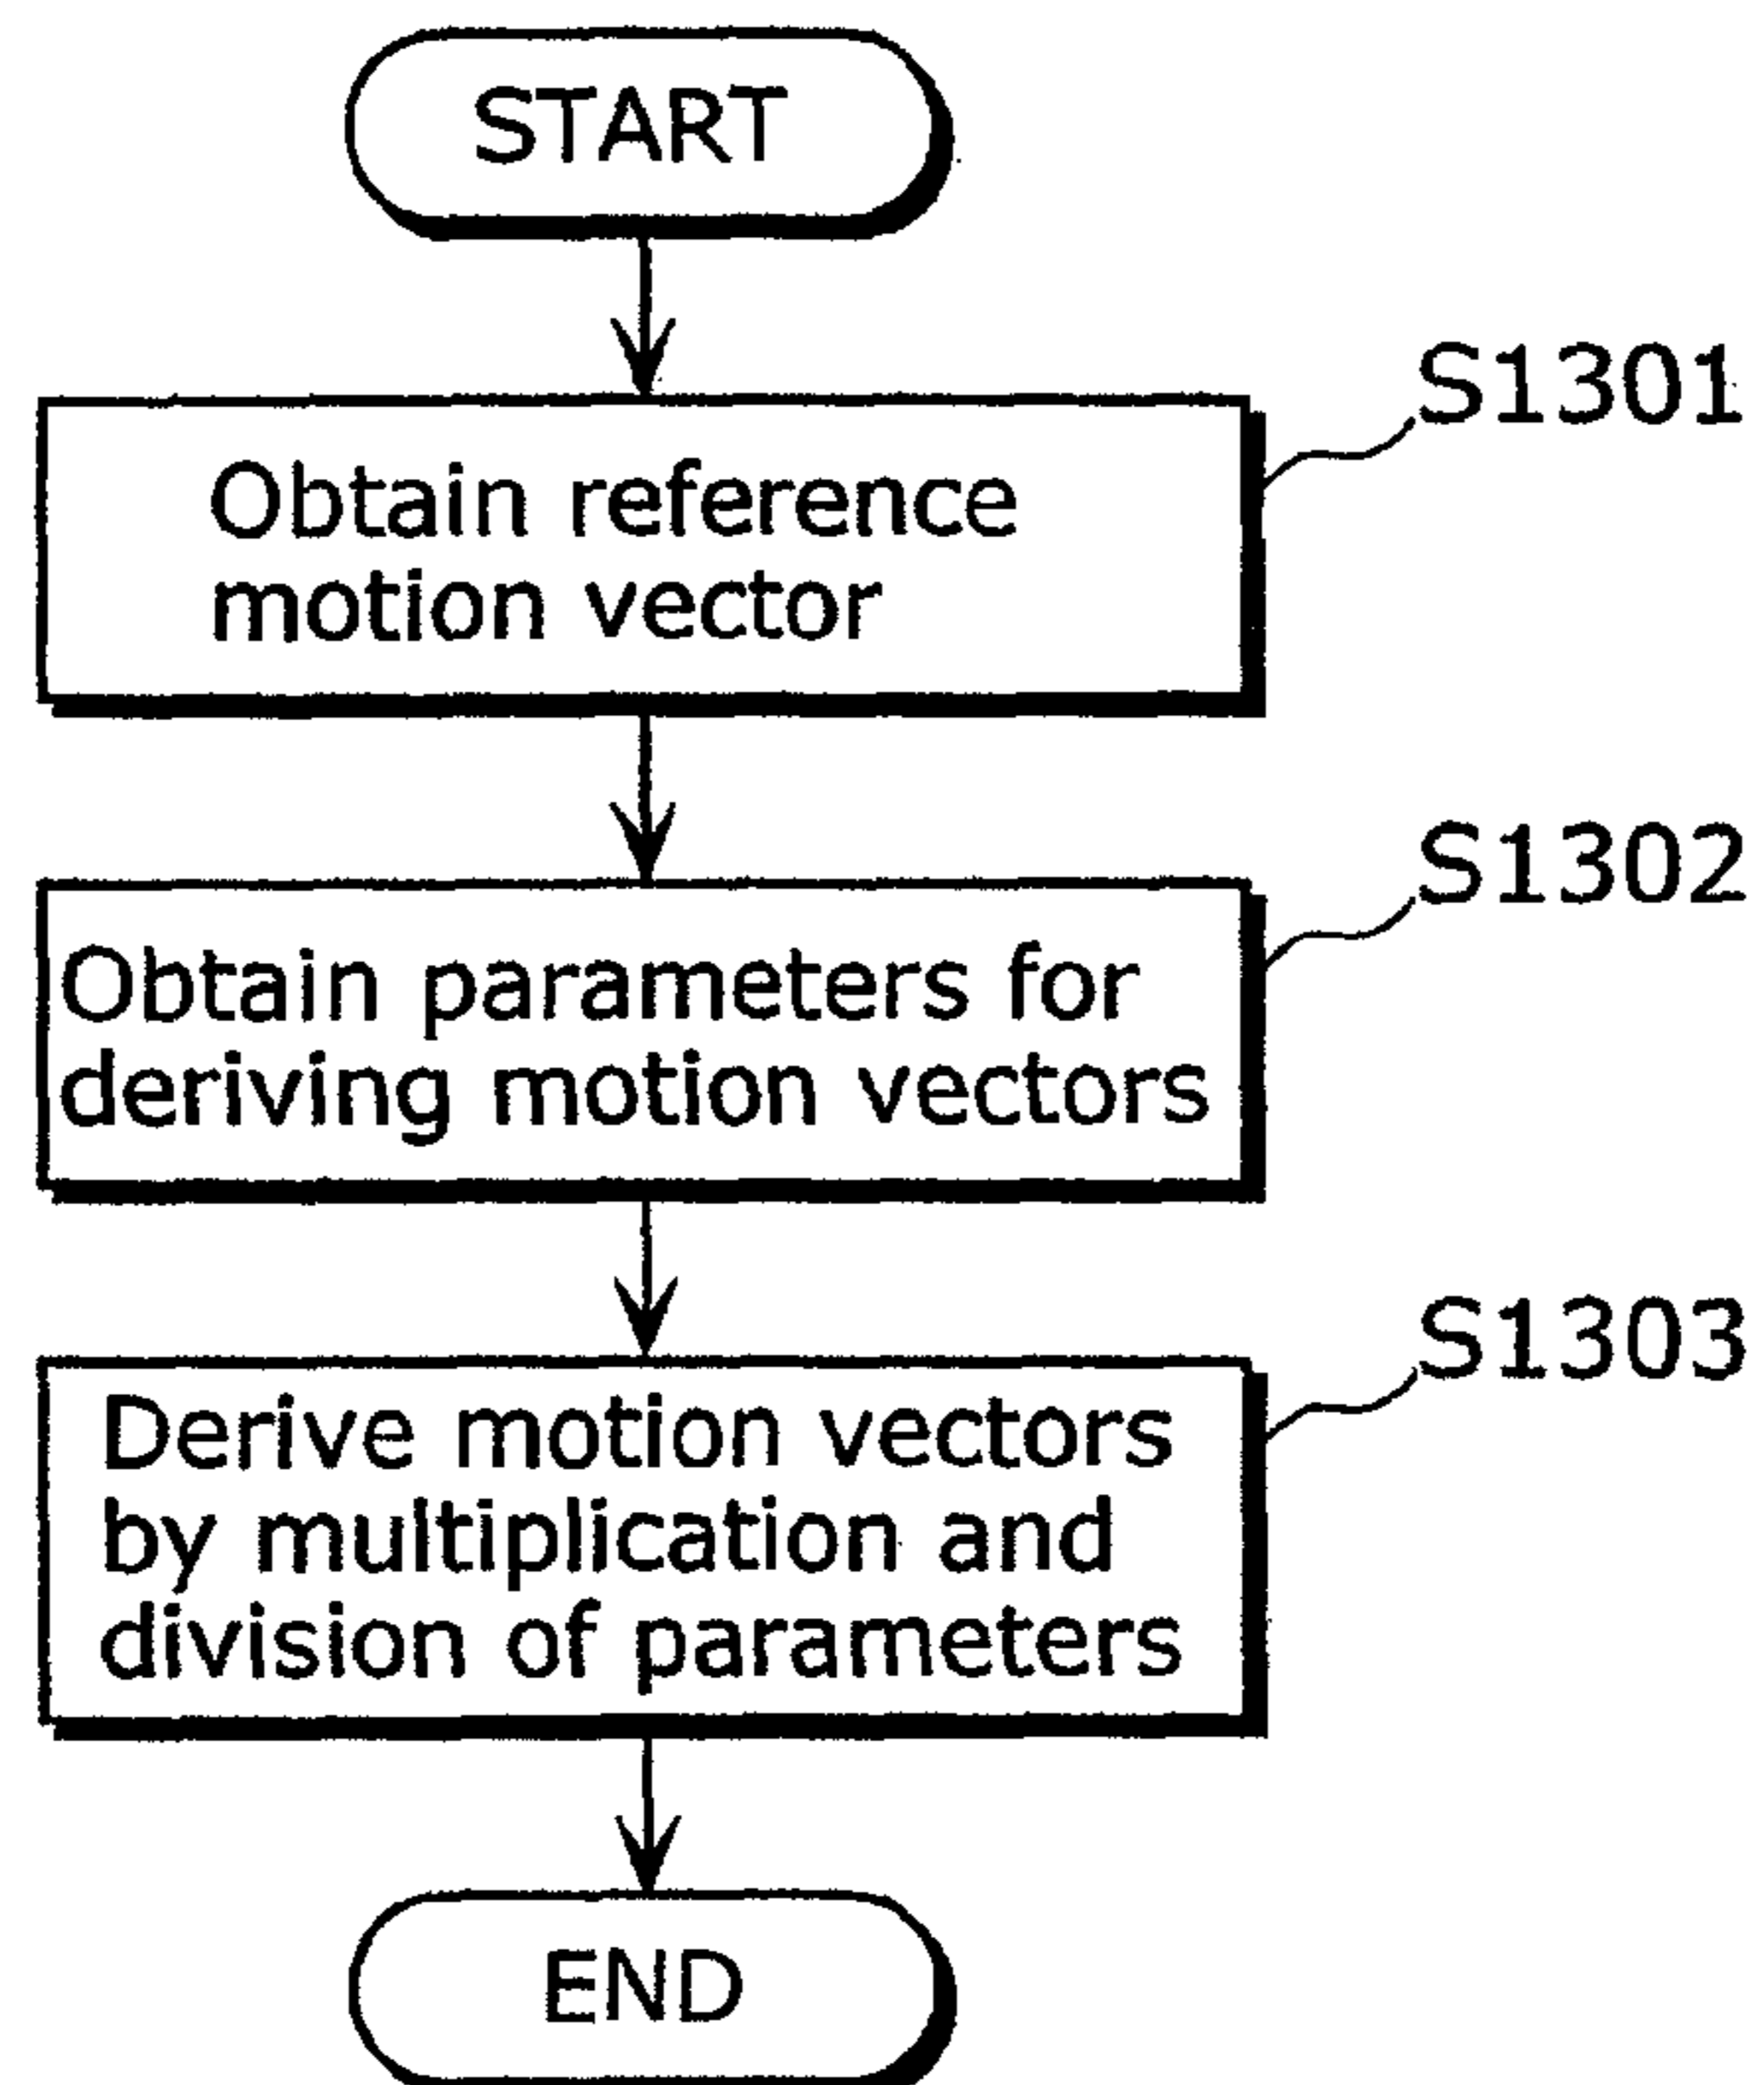 START
S1301
Obtain reference
motion vector
S1302
Obtain parameters for
deriving motion vectors
S1303
Derive motion vectors
by multiplication and
division of parameters
END